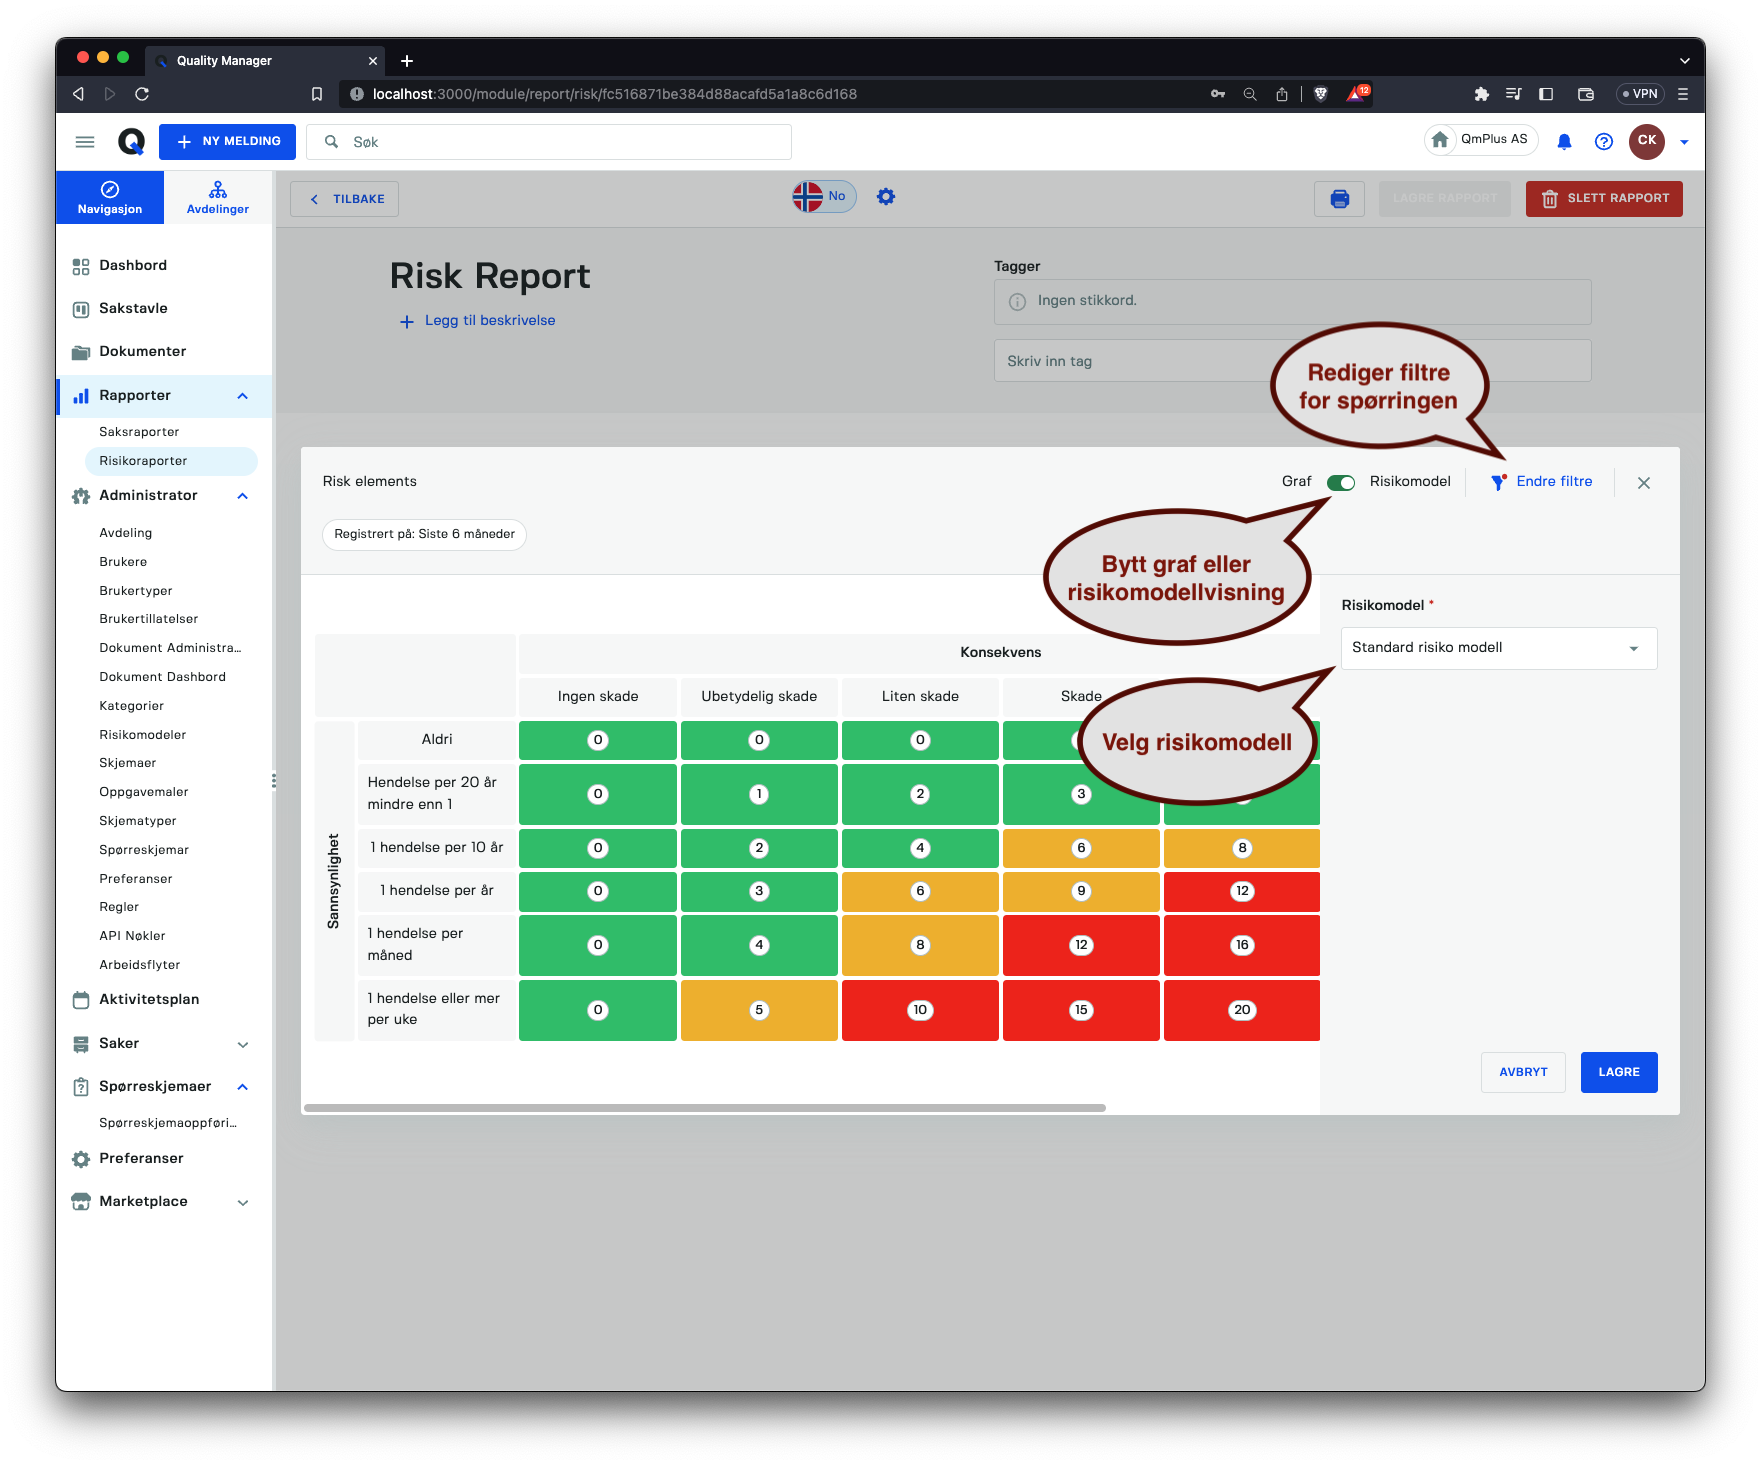 Quality Manager
localhost:3000/module/report/risk/fc516871be384d88acafd5a1a8c6d168
12
VPN
NY MELDING
Søk
QmPlus AS
CK
Navigasjon
Avdelinger
TILBAKE
No
LAGRE RAPPORT
SLETT RAPPORT
Dashbord
Sakstavle
Dokumenter
Rapporter
Saksraporter
Risikoraporter
Administrator
Avdeling
Brukere
Brukertyper
Brukertillatelser
Dokument Administra...
Dokument Dashbord
Kategorier
Risikomodeler
Skjemaer
Oppgavemaler
Skjematyper
Spørreskjemar
Preferanser
Regler
API Nøkler
Arbeidsflyter
Aktivitetsplan
Saker
Spørreskjemaer
Spørreskjemaoppføri...
Preferanser
Marketplace
Risk Report
Legg til beskrivelse
Tagger
Ingen stikkord.
Skriv inn tag
Rediger filtre
for spørringen
Risk elements
Graf
Risikomodel
Endre filtre
Registrert på: Siste 6 måneder
Bytt graf eller
risikomodellvisning
Risikomodel *
Standard risiko modell
Velg risikomodell
Konsekvens
Ingen skade
Ubetydelig skade
Liten skade
Skade
Sannsynlighet
Aldri
0
0
0
Hendelse per 20 år
mindre enn 1
0
1
2
3
1 hendelse per 10 år
0
2
4
6
8
1 hendelse per år
0
3
6
9
12
1 hendelse per
måned
0
4
8
12
16
1 hendelse eller mer
per uke
0
5
10
15
20
AVBRYT
LAGRE